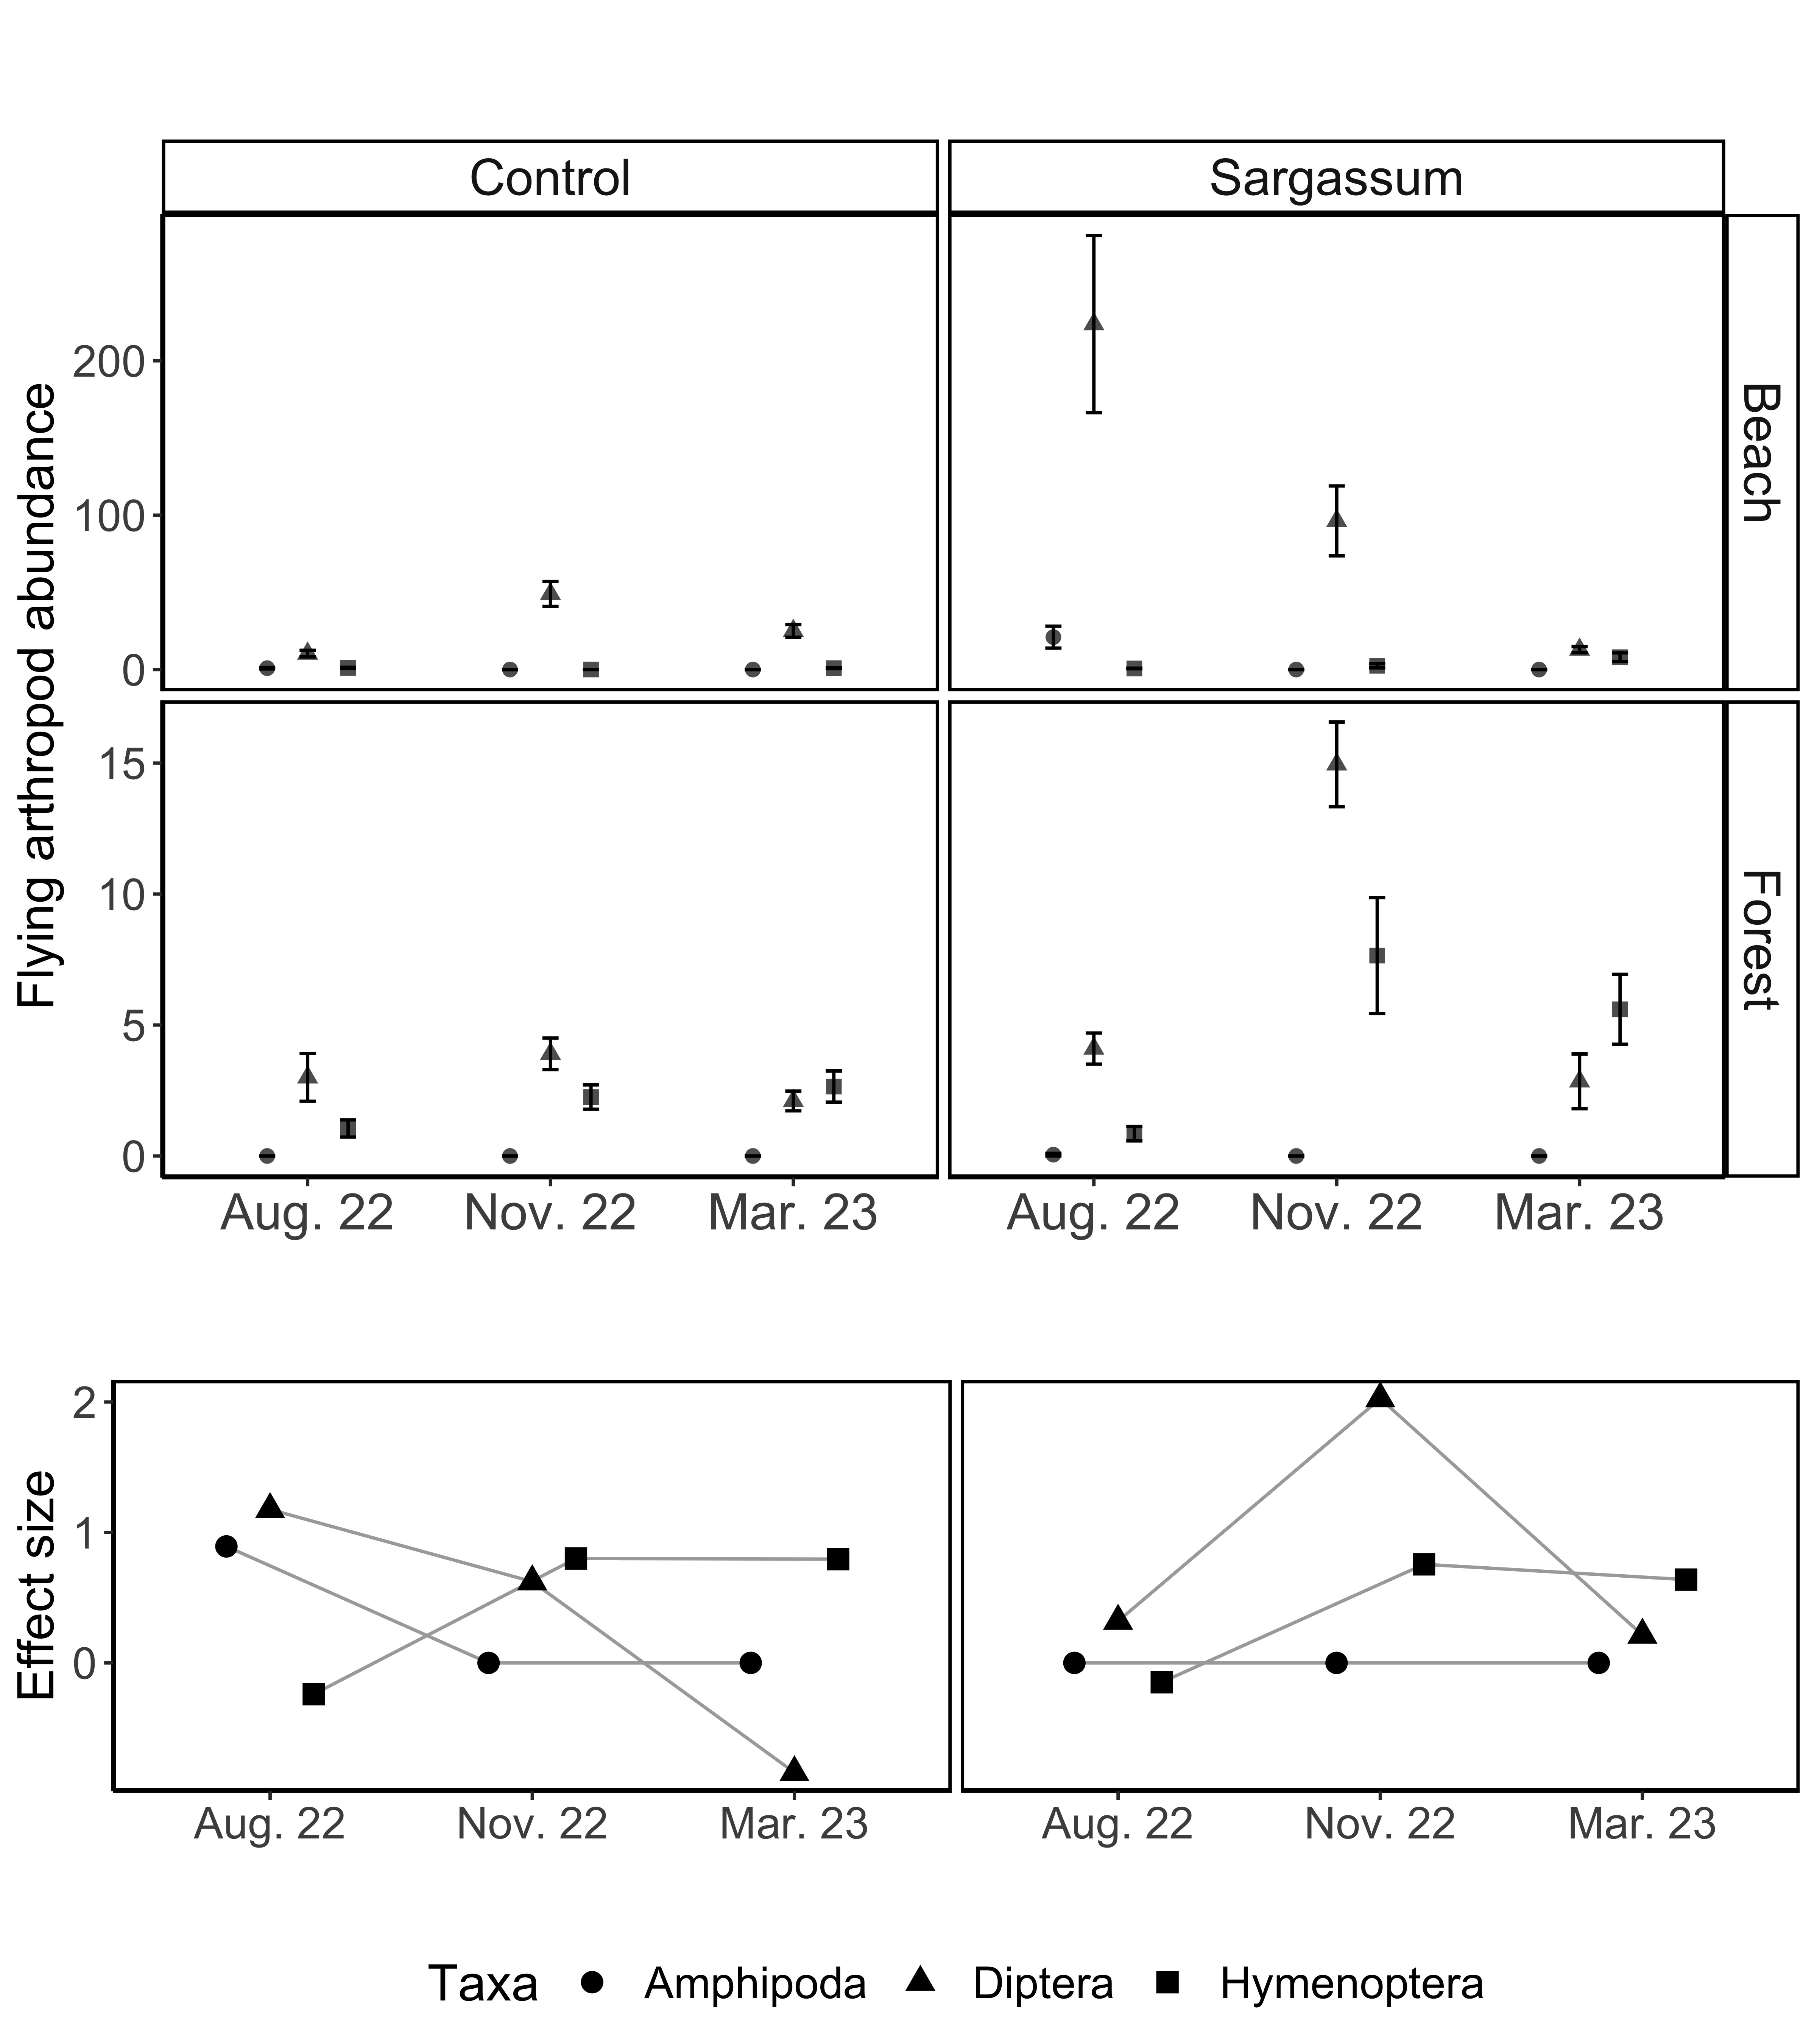 Control
Sargassum
Flying arthropod abundance
200
100
0
Beach
15
10
5
0
Forest
Aug. 22
Nov. 22
Mar. 23
Aug. 22
Nov. 22
Mar. 23
Effect size
2
1
0
Aug. 22
Nov. 22
Mar. 23
Aug. 22
Nov. 22
Mar. 23
Taxa Amphipoda Diptera Hymenoptera